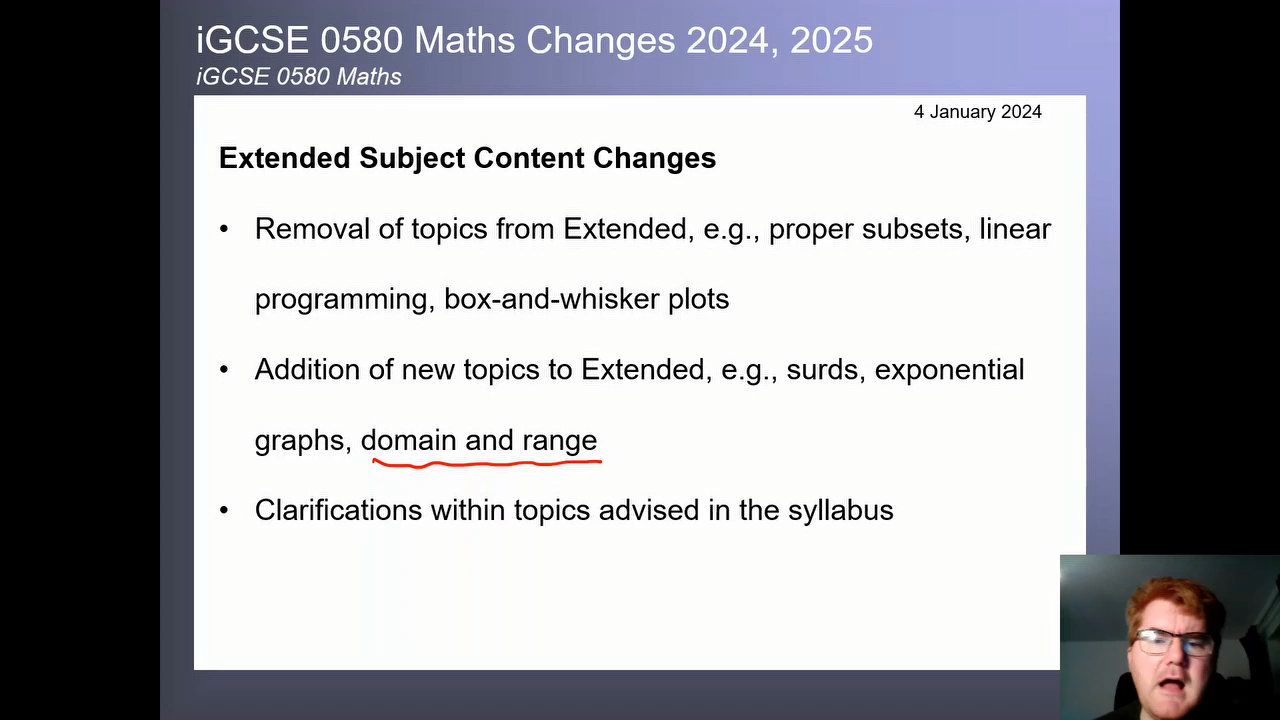 iGCSE 0580 Maths Changes 2024, 2025
iGCSE 0580 Maths
4 January 2024
Extended Subject Content Changes
• Removal of topics from Extended, e.g., proper subsets, linear
programming, box-and-whisker plots
• Addition of new topics to Extended, e.g., surds, exponential
graphs, domain and range
• Clarifications within topics advised in the syllabus